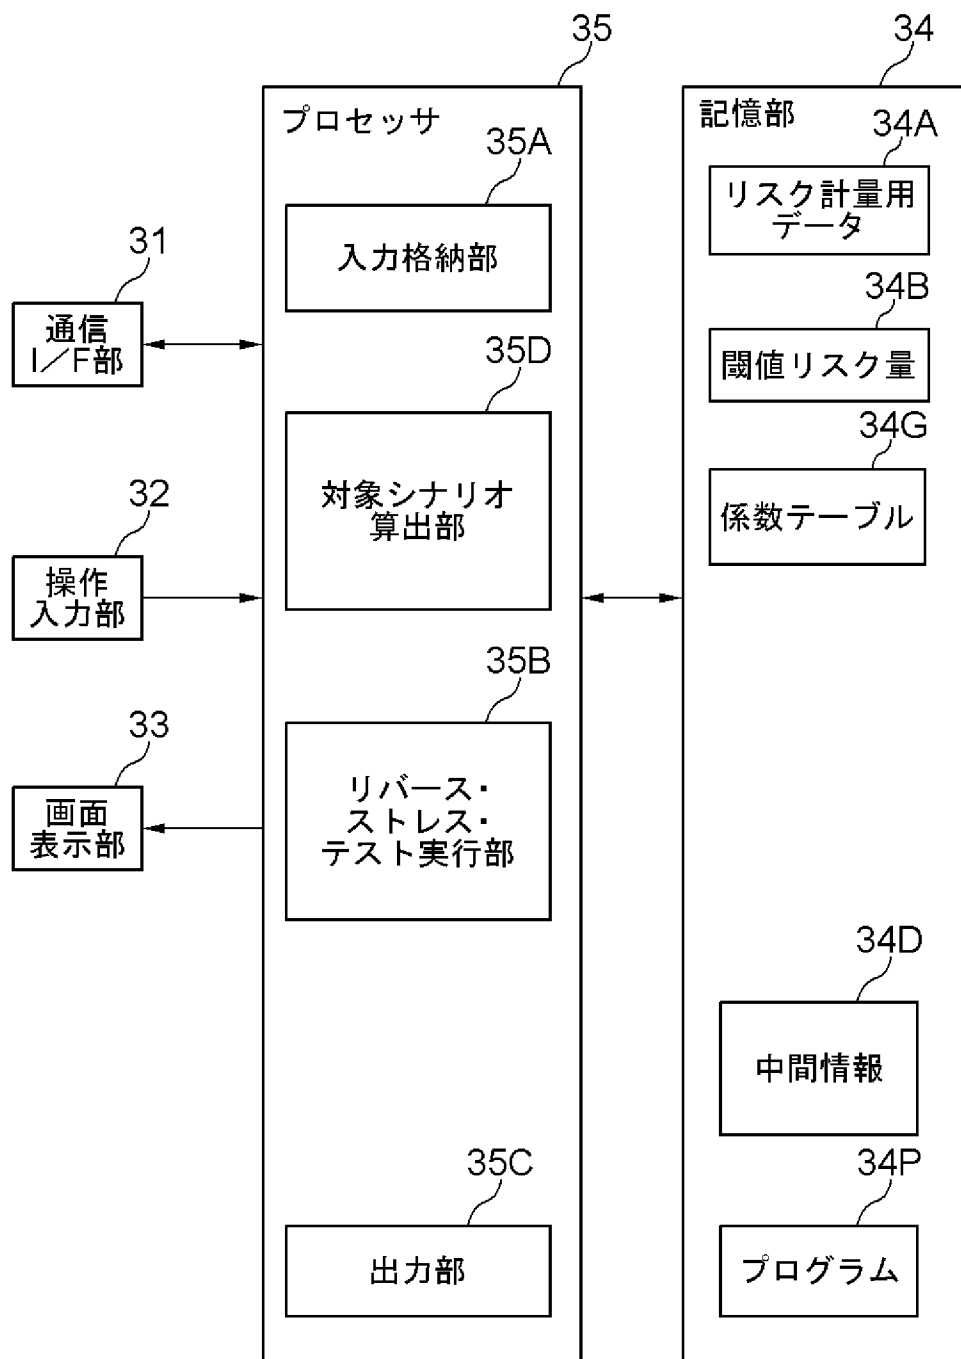 35
34
プロセッサ
記憶部
35A
34A
入力格納部
リスク計量用
データ
31
通信
I／F部
34B
閾値リスク量
35D
対象シナリオ
算出部
34G
係数テーブル
32
操作
入力部
35B
リバース・
ストレス・
テスト実行部
33
画面
表示部
34D
中間情報
35C
出力部
34P
プログラム